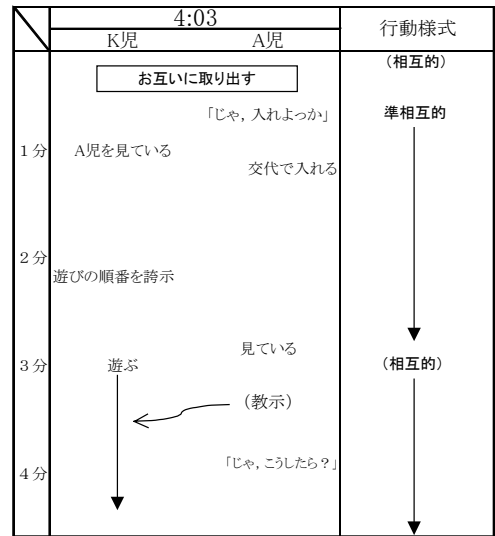 4:03
K児 A児 行動様式
(相互的)
お互いに取り出す
「じゃ,入れよっか」 準相互的
1分 A児を見ている
交代で入れる
2分
遊びの順番を誇示
見ている
3分 遊ぶ (相互的)
(教示)
「じゃ,こうしたら?」
4分